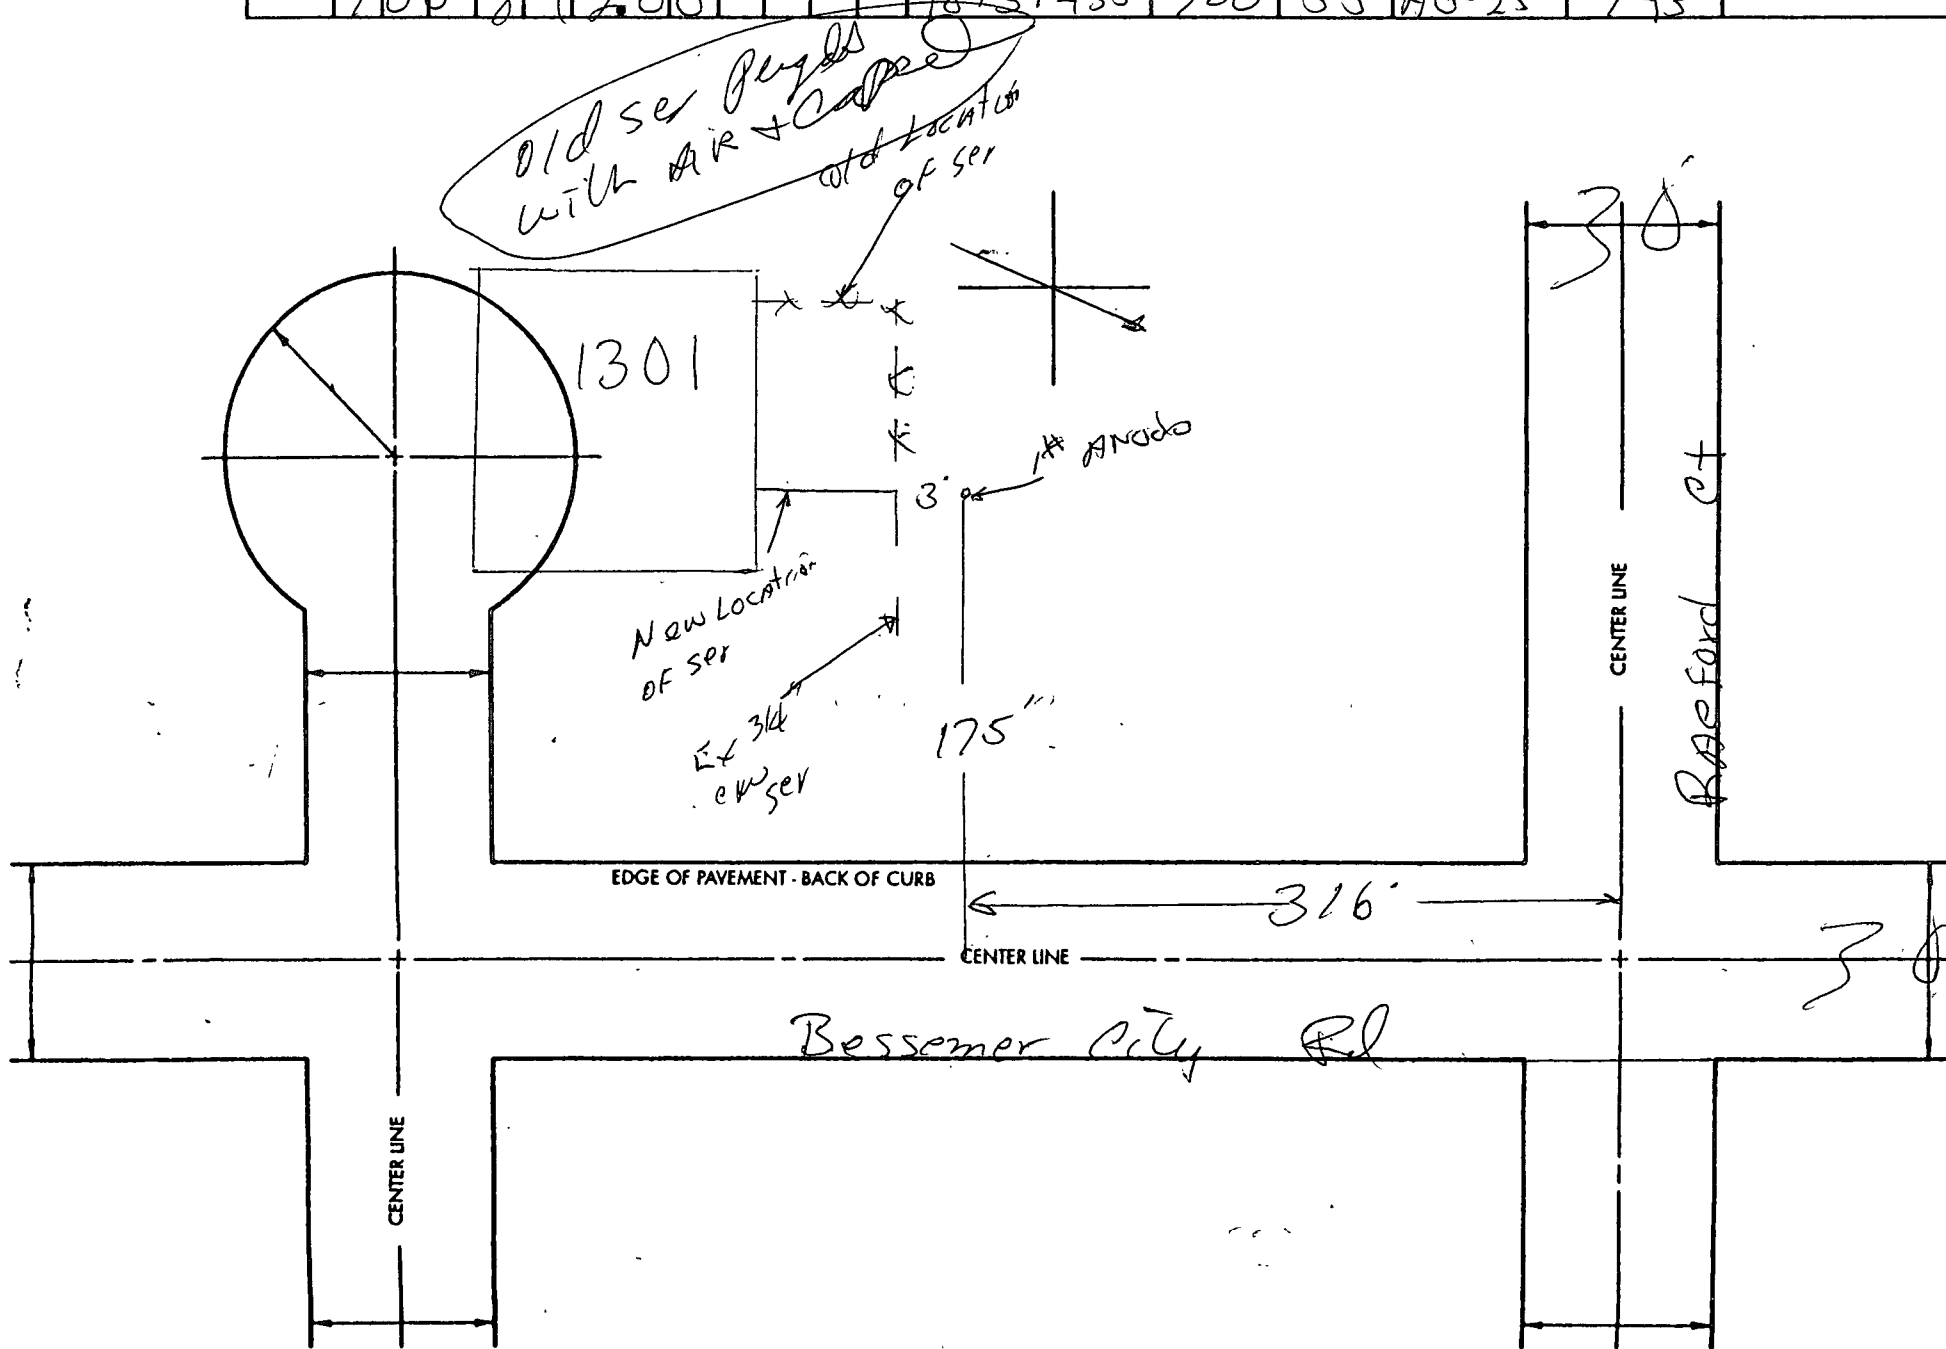 old ser Purged
with AiR & Capped
old Location
of ser
30'
1301
1# ANode
3'
New Location
of ser
Ex 3/4"
cw ser
175'
CENTER LINE
Raeford Ct
EDGE OF PAVEMENT - BACK OF CURB
316'
CENTER LINE
30
Bessemer City Rd
CENTER LINE